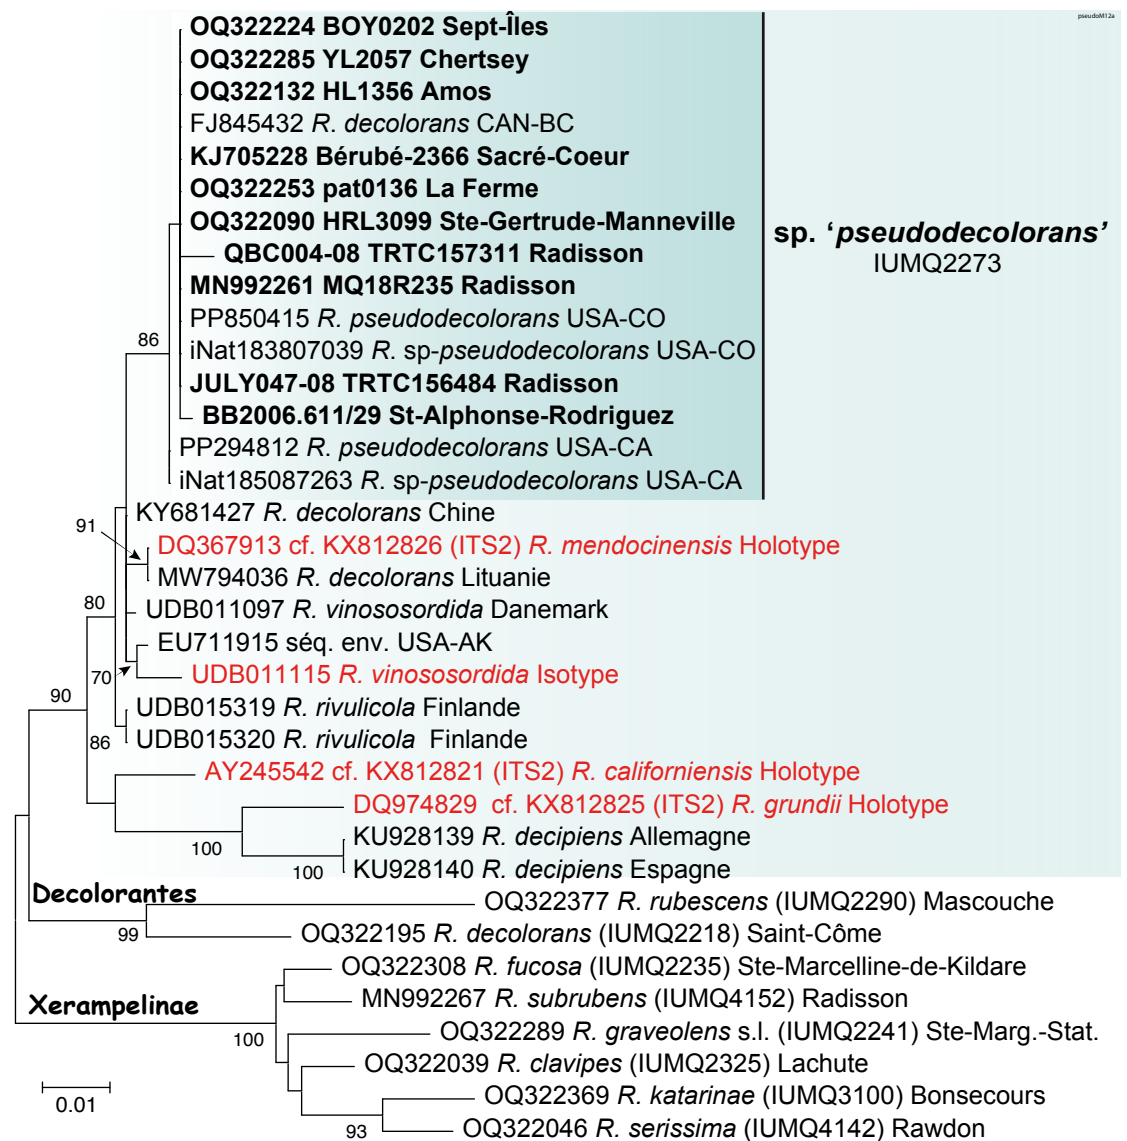 pseudoM12a
OQ322224 BOY0202 Sept-Îles
OQ322285 YL2057 Chertsey
OQ322132 HL1356 Amos
FJ845432 R. decolorans CAN-BC
KJ705228 Bérubé-2366 Sacré-Coeur
OQ322253 pat0136 La Ferme
OQ322090 HRL3099 Ste-Gertrude-Manneville
sp. ‘pseudodecolorans’
IUMQ2273
QBC004-08 TRTC157311 Radisson
MN992261 MQ18R235 Radisson
PP850415 R. pseudodecolorans USA-CO
86
iNat183807039 R. sp-pseudodecolorans USA-CO
JULY047-08 TRTC156484 Radisson
BB2006.611/29 St-Alphonse-Rodriguez
PP294812 R. pseudodecolorans USA-CA
iNat185087263 R. sp-pseudodecolorans USA-CA
KY681427 R. decolorans Chine
91
DQ367913 cf. KX812826 (ITS2) R. mendocinensis Holotype
MW794036 R. decolorans Lituanie
80
UDB011097 R. vinososordida Danemark
EU711915 séq. env. USA-AK
70
UDB011115 R. vinososordida Isotype
90
UDB015319 R. rivulicola Finlande
UDB015320 R. rivulicola Finlande
86
AY245542 cf. KX812821 (ITS2) R. californiensis Holotype
DQ974829 cf. KX812825 (ITS2) R. grundii Holotype
KU928139 R. decipiens Allemagne
100
KU928140 R. decipiens Espagne
100
Decolorantes
OQ322377 R. rubescens (IUMQ2290) Mascouche
99
OQ322195 R. decolorans (IUMQ2218) Saint-Côme
OQ322308 R. fucosa (IUMQ2235) Ste-Marcelline-de-Kildare
Xerampelinae
MN992267 R. subrubens (IUMQ4152) Radisson
100
OQ322289 R. graveolens s.l. (IUMQ2241) Ste-Marg.-Stat.
OQ322039 R. clavipes (IUMQ2325) Lachute
0.01
OQ322369 R. katarinae (IUMQ3100) Bonsecours
93
OQ322046 R. serissima (IUMQ4142) Rawdon